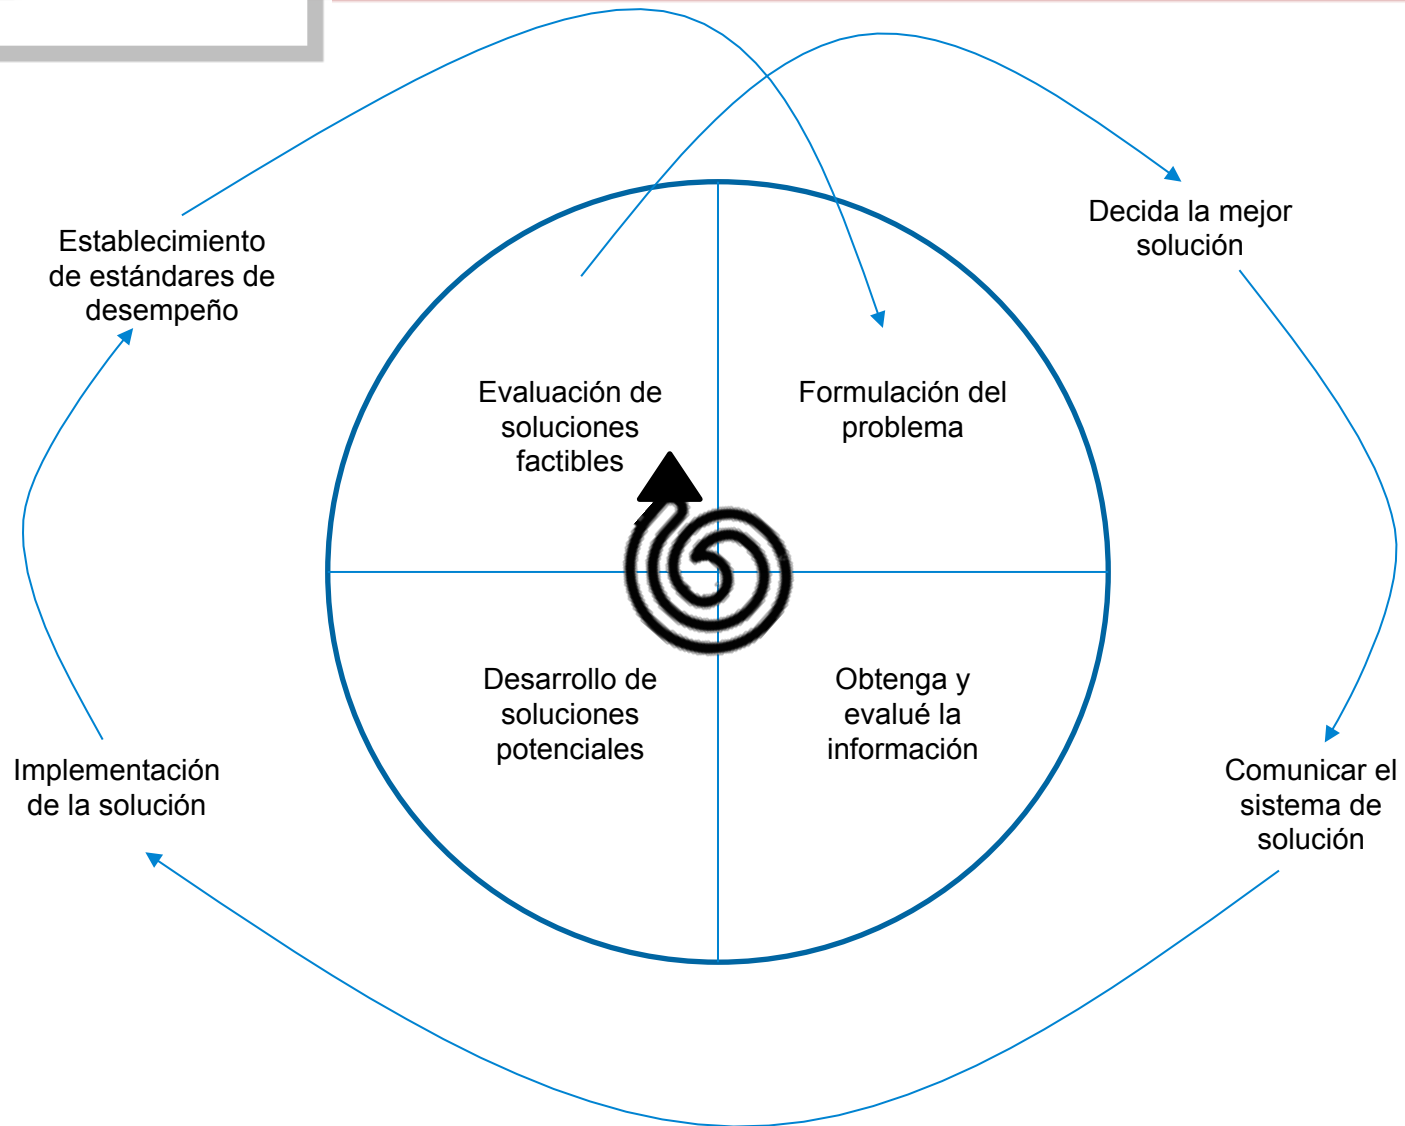 Decida la mejor
solución
Establecimiento
de estándares de
desempeño
Evaluación de
soluciones
factibles
Formulación del
problema
Desarrollo de
soluciones
potenciales
Obtenga y
evalué la
información
Implementación
de la solución
Comunicar el
sistema de
solución